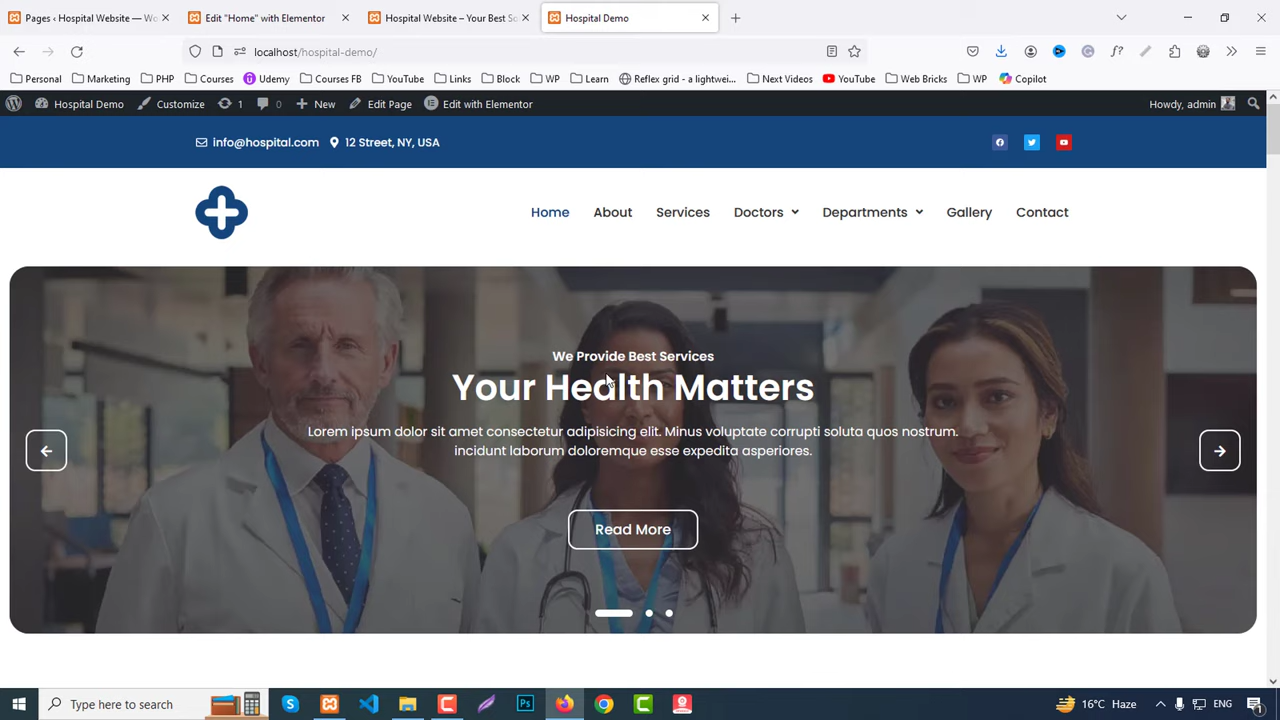 Pages ‹ Hospital Website — Wo
Edit "Home" with Elementor
Hospital Website – Your Best So
Hospital Demo
localhost/hospital-demo/
Personal
Marketing
PHP
Courses
Udemy
Courses FB
YouTube
Links
Block
WP
Learn
Reflex grid - a lightwei...
Next Videos
YouTube
Web Bricks
WP
Copilot
Hospital Demo
Customize
1
0
New
Edit Page
Edit with Elementor
Howdy, admin
info@hospital.com
12 Street, NY, USA
Home
About
Services
Doctors
Departments
Gallery
Contact
We Provide Best Services
Your Health Matters
Lorem ipsum dolor sit amet consectetur adipisicing elit. Minus voluptate corrupti soluta quos nostrum.
incidunt laborum doloremque esse expedita asperiores.
Read More
Type here to search
16°C Haze
ENG